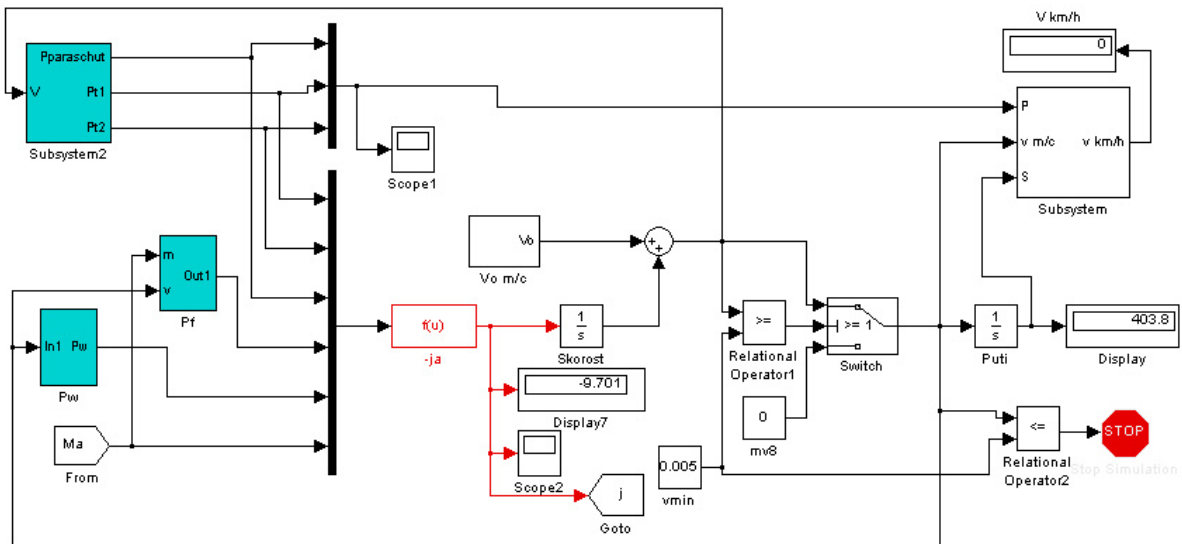 V km/h
0
Pparaschut
V
Pt1
Pt2
Subsystem2
P
v m/c
v km/h
S
Subsystem
Scope1
Vo
Vo m/c
+
+
m
Out1
v
Pf
In1 Pw
Pw
Ma
From
f(u)
-ja
1
s
Skorost
-9.701
Display7
Scope2
j
Goto
>=
Relational
Operator1
>= 1
Switch
0
mv8
0.005
vmin
1
s
Puti
403.8
Display
<=
Relational
Operator2
STOP
Stop Simulation